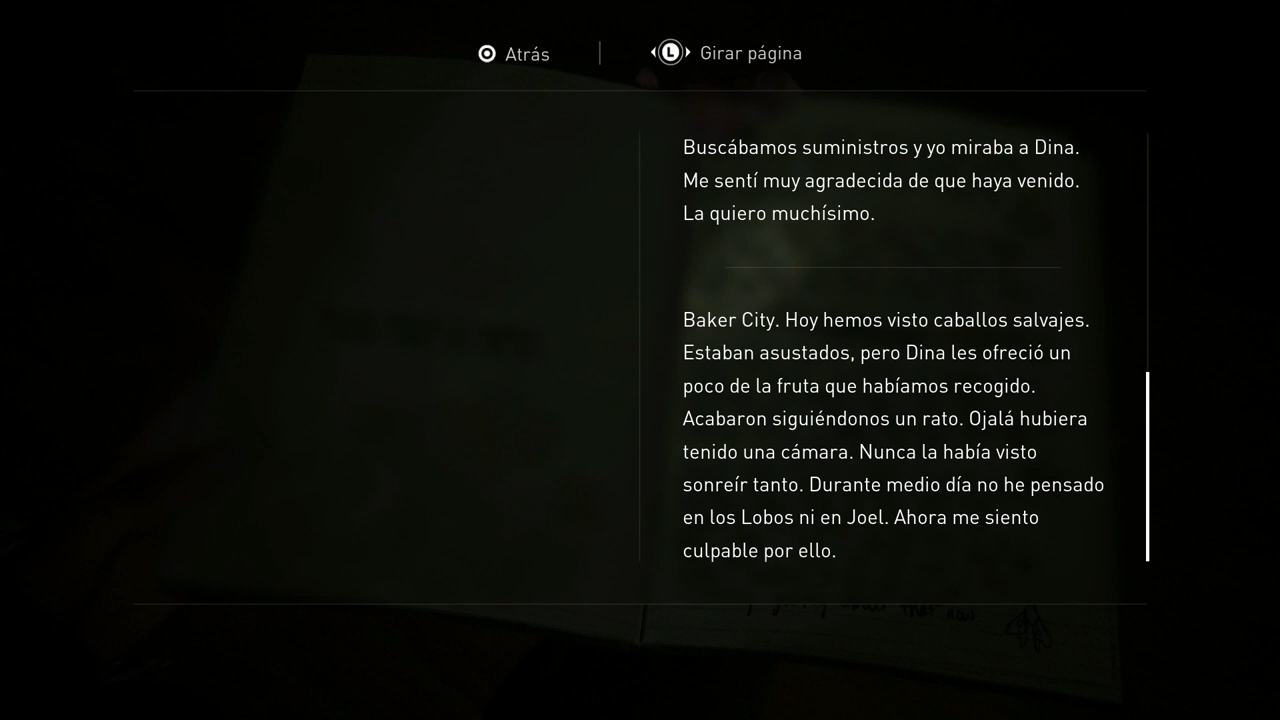 Atrás
L Girar página
Buscábamos suministros y yo miraba a Dina.
Me sentí muy agradecida de que haya venido.
La quiero muchísimo.
Baker City. Hoy hemos visto caballos salvajes.
Estaban asustados, pero Dina les ofreció un
poco de la fruta que habíamos recogido.
Acabaron siguiéndonos un rato. Ojalá hubiera
tenido una cámara. Nunca la había visto
sonreír tanto. Durante medio día no he pensado
en los Lobos ni en Joel. Ahora me siento
culpable por ello.